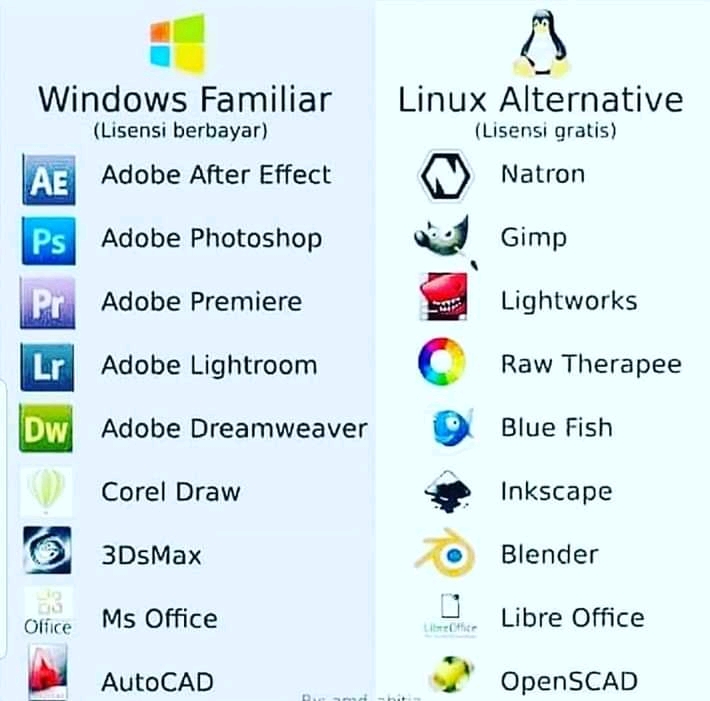 Windows Familiar
(Lisensi berbayar)
AE Adobe After Effect
Ps Adobe Photoshop
Pr Adobe Premiere
Lr Adobe Lightroom
Dw Adobe Dreamweaver
Corel Draw
3DsMax
Office Ms Office
AutoCAD
Linux Alternative
(Lisensi gratis)
Natron
Gimp
Lightworks
Raw Therapee
Blue Fish
Inkscape
Blender
LibreOffice Libre Office
OpenSCAD